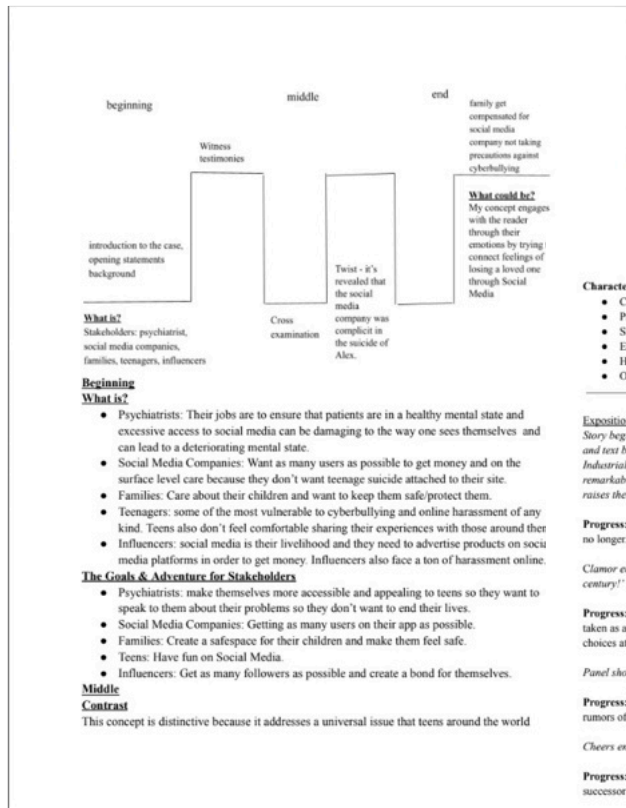 beginning
middle
end
family get
compensated for
social media
company not taking
precautions against
cyberbullying
Witness
testimonies
What could be?
My concept engages
with the reader
through their
emotions by trying
connect feelings of
losing a loved one
through Social
Media
introduction to the case,
opening statements
background
Twist - it's
revealed that
the social
media
company was
complicit in
the suicide of
Alex.
Cross
examination
What is?
Stakeholders: psychiatrist,
social media companies,
families, teenagers, influencers
Beginning
What is?
● Psychiatrists: Their jobs are to ensure that patients are in a healthy mental state and
excessive access to social media can be damaging to the way one sees themselves and
can lead to a deteriorating mental state.
● Social Media Companies: Want as many users as possible to get money and on the
surface level care because they don't want teenage suicide attached to their site.
● Families: Care about their children and want to keep them safe/protect them.
● Teenagers: some of the most vulnerable to cyberbullying and online harassment of any
kind. Teens also don't feel comfortable sharing their experiences with those around
● Influencers: social media is their livelihood and they need to advertise products on
media platforms in order to get money. Influencers also face a ton of harassment online.
The Goals & Adventure for Stakeholders
● Psychiatrists: make themselves more accessible and appealing to teens so they want to
speak to them about their problems so they don't want to end their lives.
● Social Media Companies: Getting as many users on their app as possible.
● Families: Create a safespace for their children and make them feel safe.
● Teens: Have fun on Social Media.
● Influencers: Get as many followers as possible and create a bond for themselves.
Middle
Contrast
This concept is distinctive because it addresses a universal issue that teens around the world
● C
● P
● S
● E
● H
● O
Story
and text
raises the
Progress:
no longer
century!'
Progress:
taken as a
choices
Panel
Progress:
rumors of
Cheers
Progress:
successor